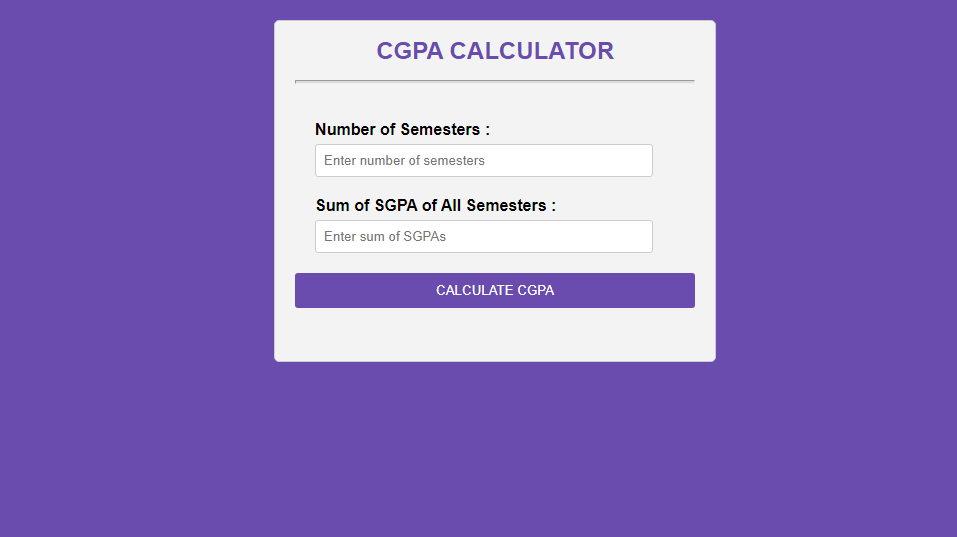 CGPA CALCULATOR
Number of Semesters :
Enter number of semesters
Sum of SGPA of All Semesters :
Enter sum of SGPAs
CALCULATE CGPA